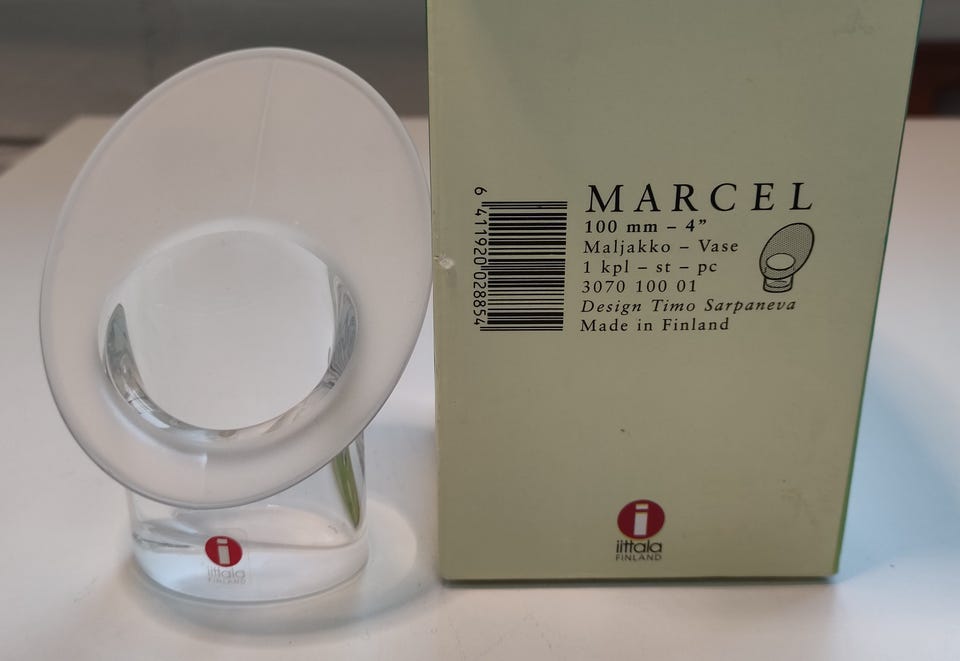 MARCEL
100 mm – 4”
Maljakko – Vase
1 kpl – st – pc
3070 100 01
Design Timo Sarpaneva
Made in Finland
6 411920 028854
i
iittala
FINLAND
i
iittala
FINLAND